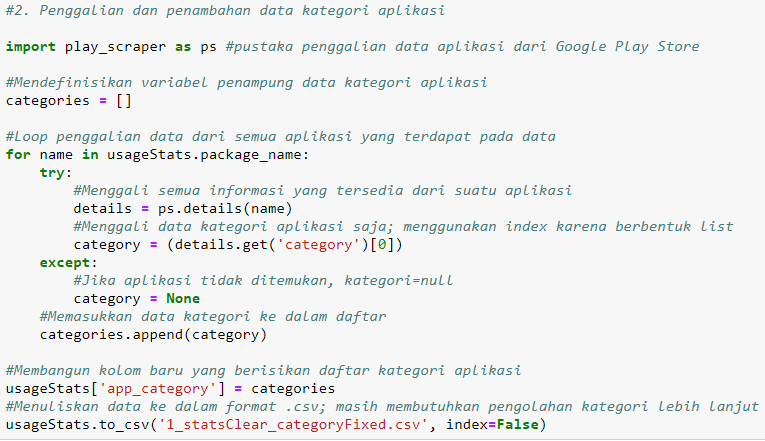 #2. Penggalian dan penambahan data kategori aplikasi
import play_scraper as ps #pustaka penggalian data aplikasi dari Google Play Store
#Mendefinisikan variabel penampung data kategori aplikasi
categories = []
#Loop penggalian data dari semua aplikasi yang terdapat pada data
for name in usageStats.package_name:
    try:
        #Menggali semua informasi yang tersedia dari suatu aplikasi
        details = ps.details(name)
        #Menggali data kategori aplikasi saja; menggunakan index karena berbentuk list
        category = (details.get('category')[0])
    except:
        #Jika aplikasi tidak ditemukan, kategori=null
        category = None
    #Memasukkan data kategori ke dalam daftar
    categories.append(category)
#Membangun kolom baru yang berisikan daftar kategori aplikasi
usageStats['app_category'] = categories
#Menuliskan data ke dalam format .csv; masih membutuhkan pengolahan kategori lebih lanjut
usageStats.to_csv('1_statsClear_categoryFixed.csv', index=False)